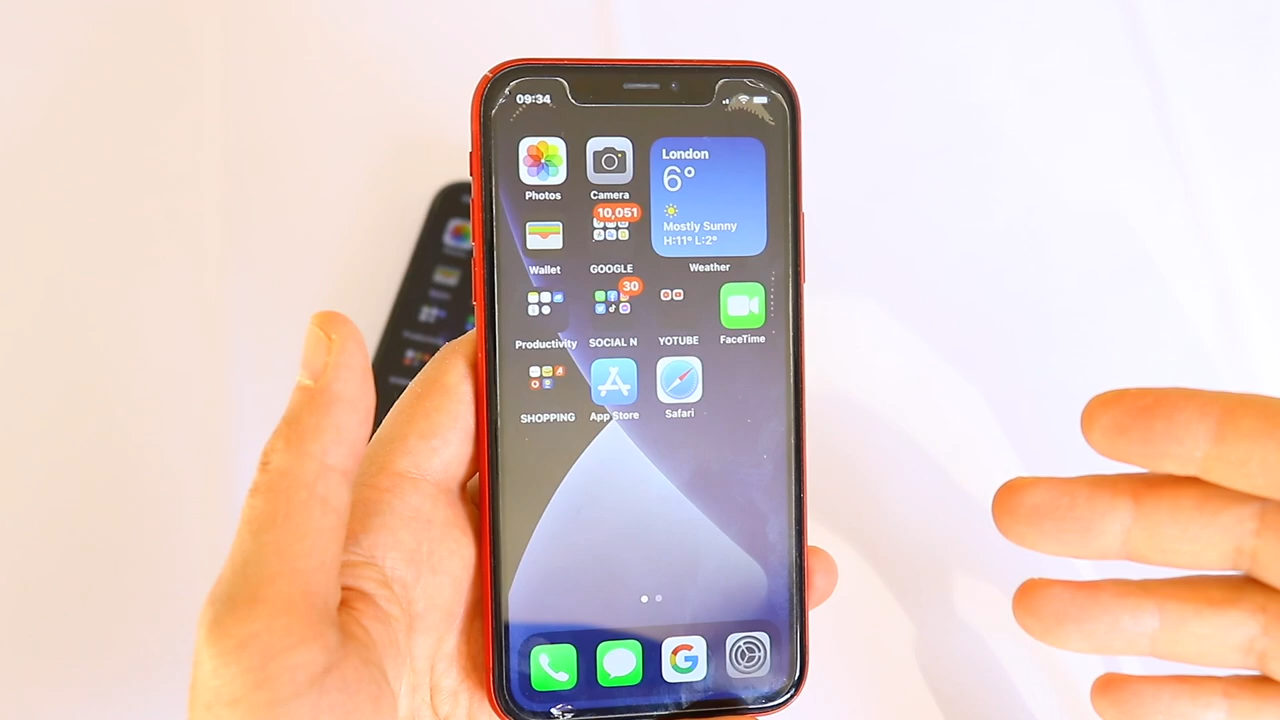 09:34
London
6°
Mostly Sunny
H:11° L:2°
Photos
Camera
Weather
10,051
Wallet
GOOGLE
30
Productivity
SOCIAL N
YOTUBE
FaceTime
SHOPPING
App Store
Safari
G